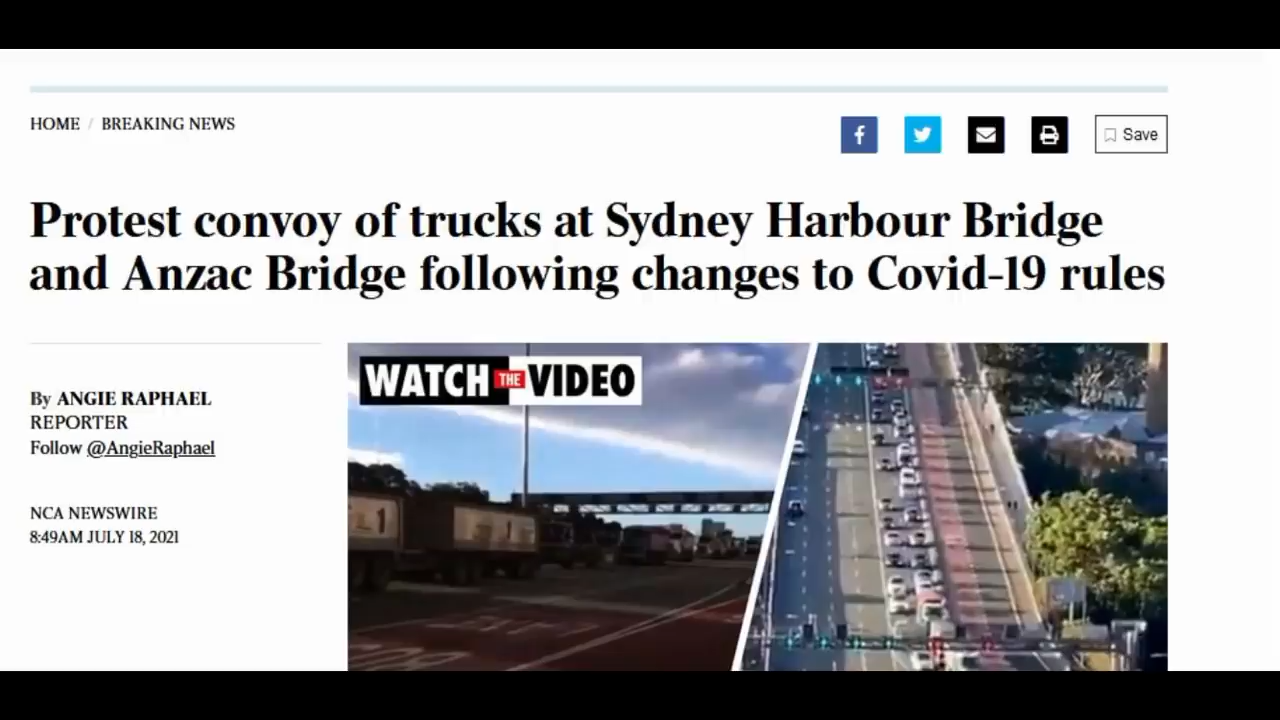 HOME / BREAKING NEWS
Save
Protest convoy of trucks at Sydney Harbour Bridge
and Anzac Bridge following changes to Covid-19 rules
By ANGIE RAPHAEL
REPORTER
Follow @AngieRaphael
NCA NEWSWIRE
8:49AM JULY 18, 2021
WATCH THE VIDEO